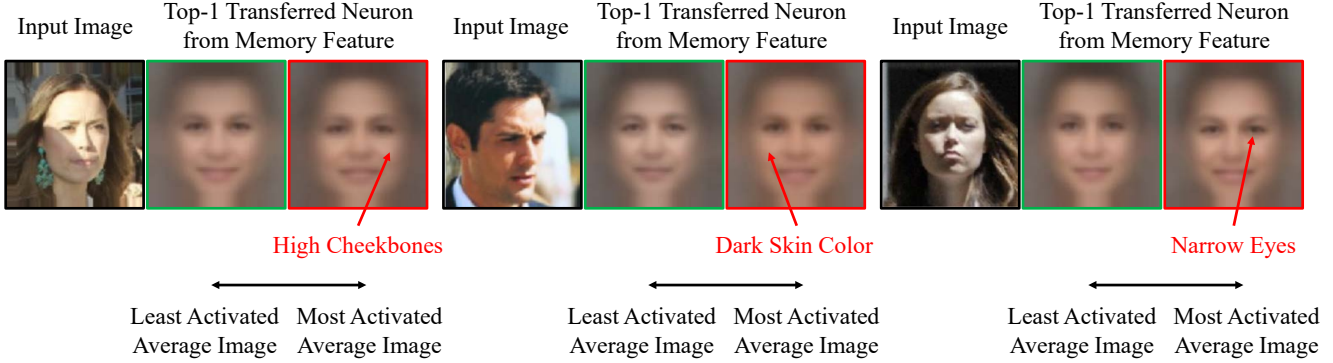 Input Image
Top-1 Transferred Neuron
from Memory Feature
Input Image
Top-1 Transferred Neuron
from Memory Feature
Input Image
Top-1 Transferred Neuron
from Memory Feature
High Cheekbones
Dark Skin Color
Narrow Eyes
Least Activated
Average Image
Most Activated
Average Image
Least Activated
Average Image
Most Activated
Average Image
Least Activated
Average Image
Most Activated
Average Image